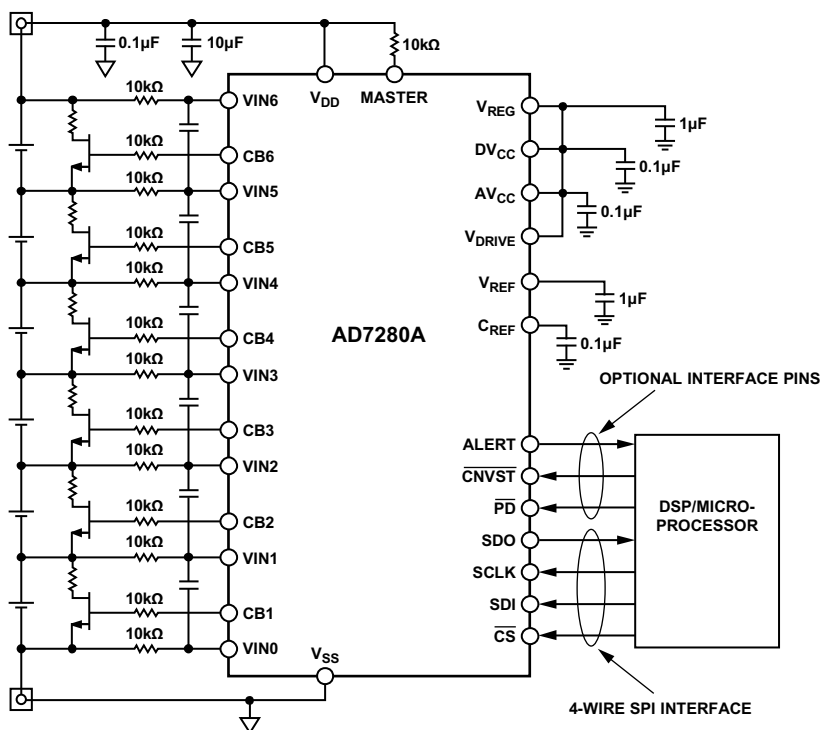 0.1µF
10µF
10kΩ
10kΩ
VIN6
VDD
MASTER
VREG
1µF
10kΩ
CB6
DVCC
0.1µF
10kΩ
VIN5
AVCC
0.1µF
10kΩ
CB5
VDRIVE
10kΩ
VIN4
VREF
1µF
10kΩ
CB4
AD7280A
CREF
0.1µF
10kΩ
VIN3
OPTIONAL INTERFACE PINS
10kΩ
CB3
ALERT
10kΩ
VIN2
CNVST
10kΩ
CB2
PD
DSP/MICRO-
PROCESSOR
SDO
10kΩ
VIN1
SCLK
10kΩ
CB1
SDI
10kΩ
VIN0
CS
VSS
4-WIRE SPI INTERFACE